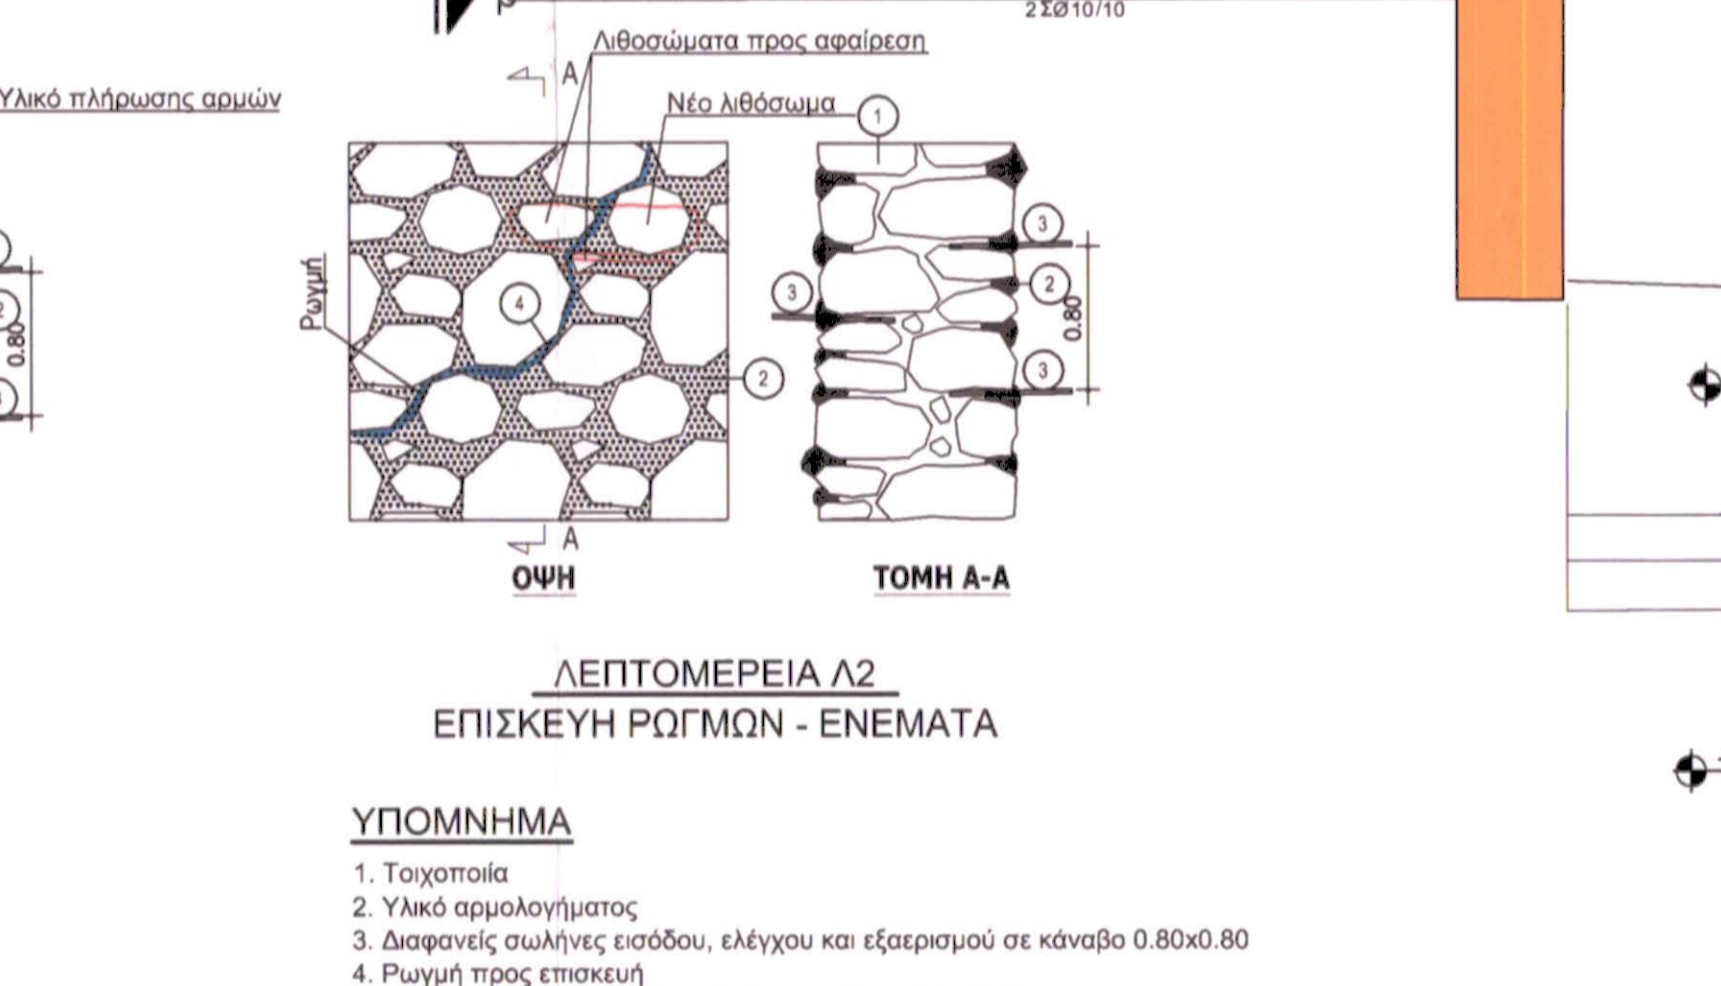 2ΣØ10/10
Λιθοσώματα προς αφαίρεση
A
Υλικό πλήρωσης αρμών
Νέο λιθόσωμα
1
3
Ρωγμή
4
3
2
2
0.80
0.80
3
2
A
ΟΨΗ
ΤΟΜΗ Α-Α
ΛΕΠΤΟΜΕΡΕΙΑ Λ2
ΕΠΙΣΚΕΥΗ ΡΩΓΜΩΝ - ΕΝΕΜΑΤΑ
ΥΠΟΜΝΗΜΑ
1. Τοιχοποιία
2. Υλικό αρμολογήματος
3. Διαφανείς σωλήνες εισόδου, ελέγχου και εξαερισμού σε κάναβο 0.80x0.80
4. Ρωγμή προς επισκευή